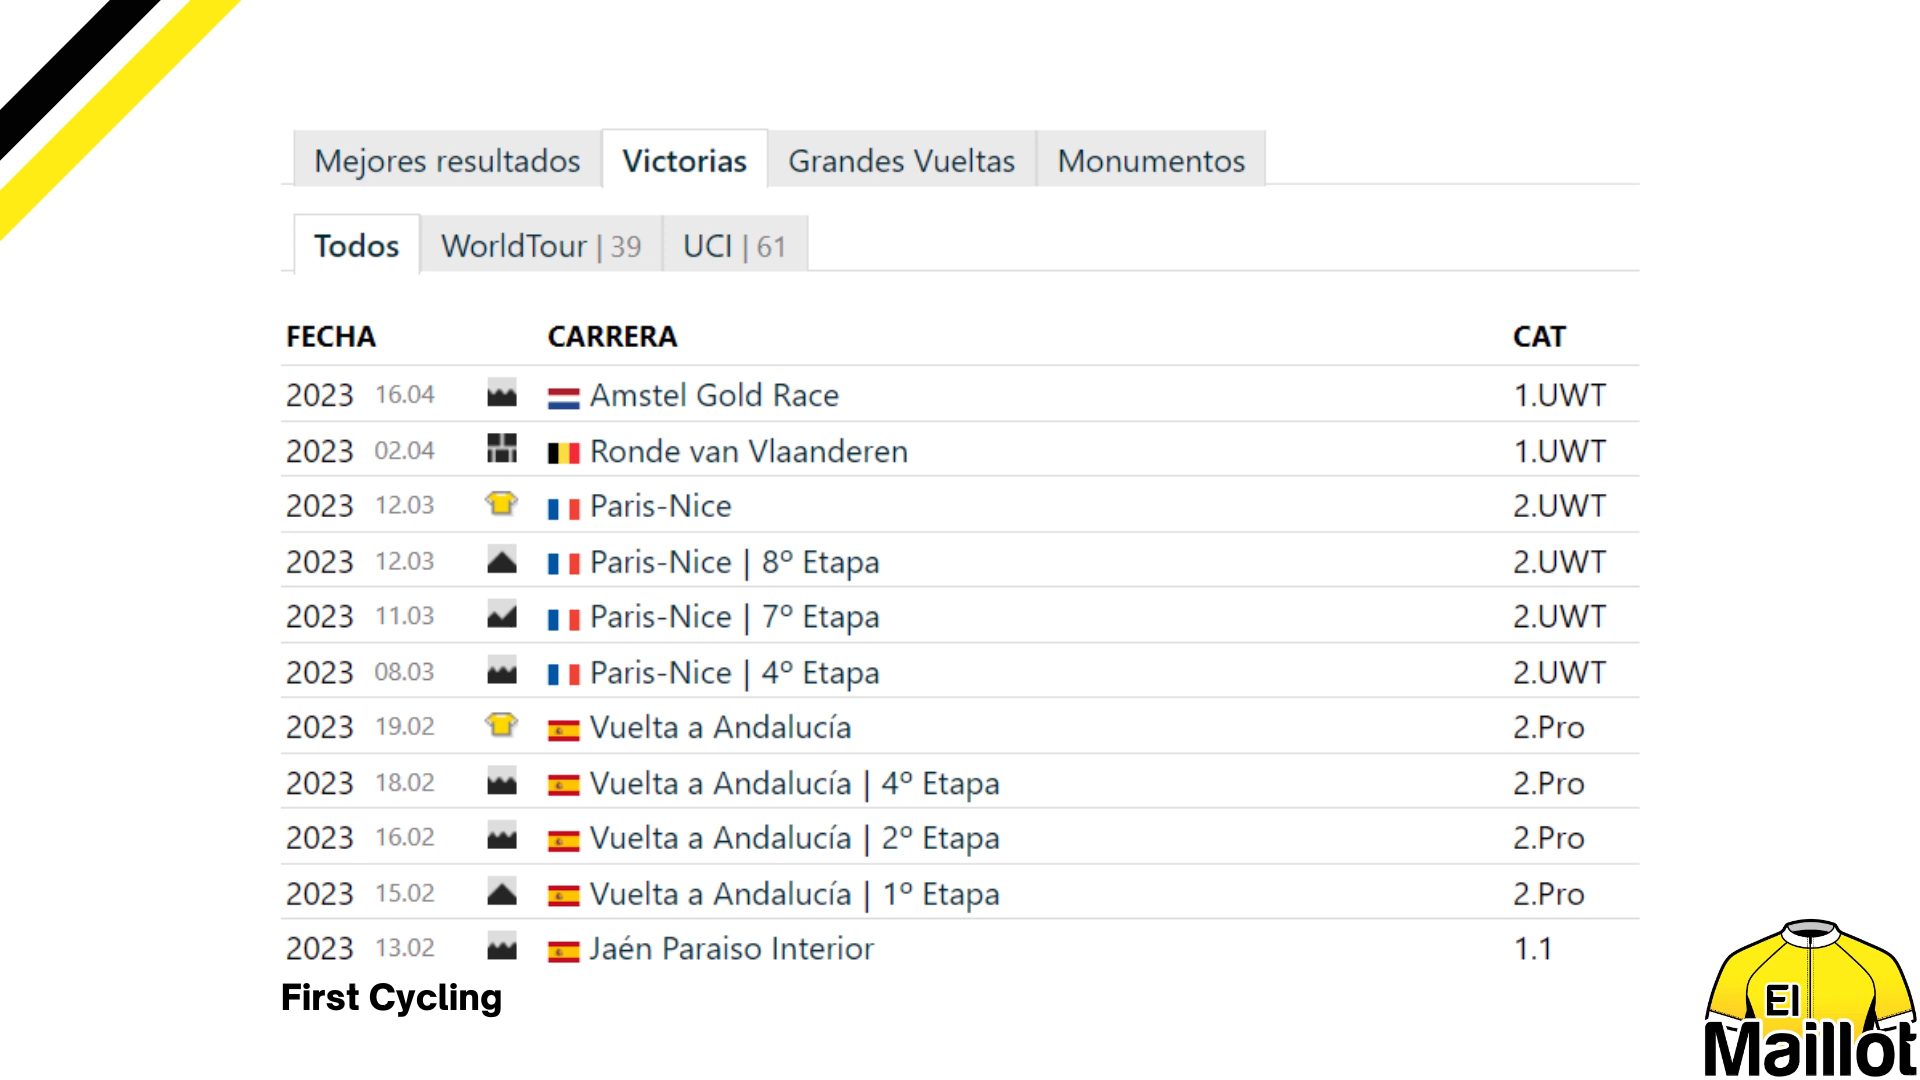 Mejores resultados Victorias Grandes Vueltas Monumentos
Todos WorldTour | 39 UCI | 61
FECHA CARRERA CAT
2023 16.04 Amstel Gold Race 1.UWT
2023 02.04 Ronde van Vlaanderen 1.UWT
2023 12.03 Paris-Nice 2.UWT
2023 12.03 Paris-Nice | 8º Etapa 2.UWT
2023 11.03 Paris-Nice | 7º Etapa 2.UWT
2023 08.03 Paris-Nice | 4º Etapa 2.UWT
2023 19.02 Vuelta a Andalucía 2.Pro
2023 18.02 Vuelta a Andalucía | 4º Etapa 2.Pro
2023 16.02 Vuelta a Andalucía | 2º Etapa 2.Pro
2023 15.02 Vuelta a Andalucía | 1º Etapa 2.Pro
2023 13.02 Jaén Paraiso Interior 1.1
First Cycling
El
Maillot